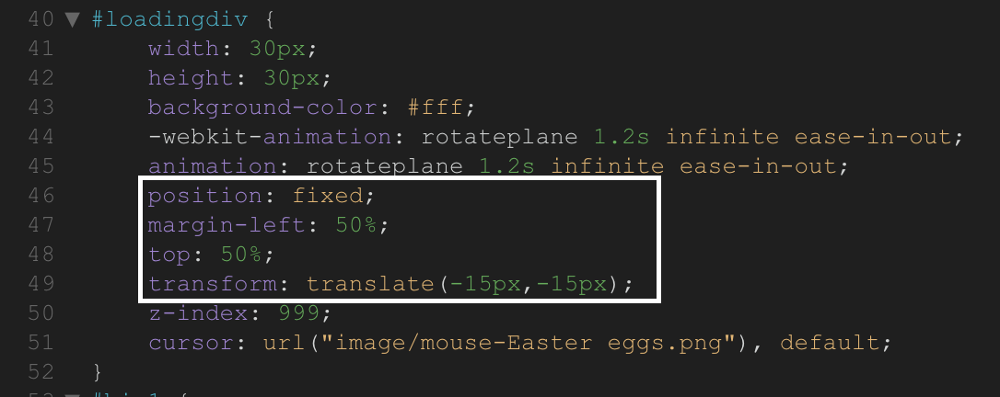 40 ▼ #loadingdiv {
41 width: 30px;
42 height: 30px;
43 background-color: #fff;
44 -webkit-animation: rotateplane 1.2s infinite ease-in-out;
45 animation: rotateplane 1.2s infinite ease-in-out;
46 position: fixed;
47 margin-left: 50%;
48 top: 50%;
49 transform: translate(-15px,-15px);
50 z-index: 999;
51 cursor: url("image/mouse-Easter eggs.png"), default;
52 }